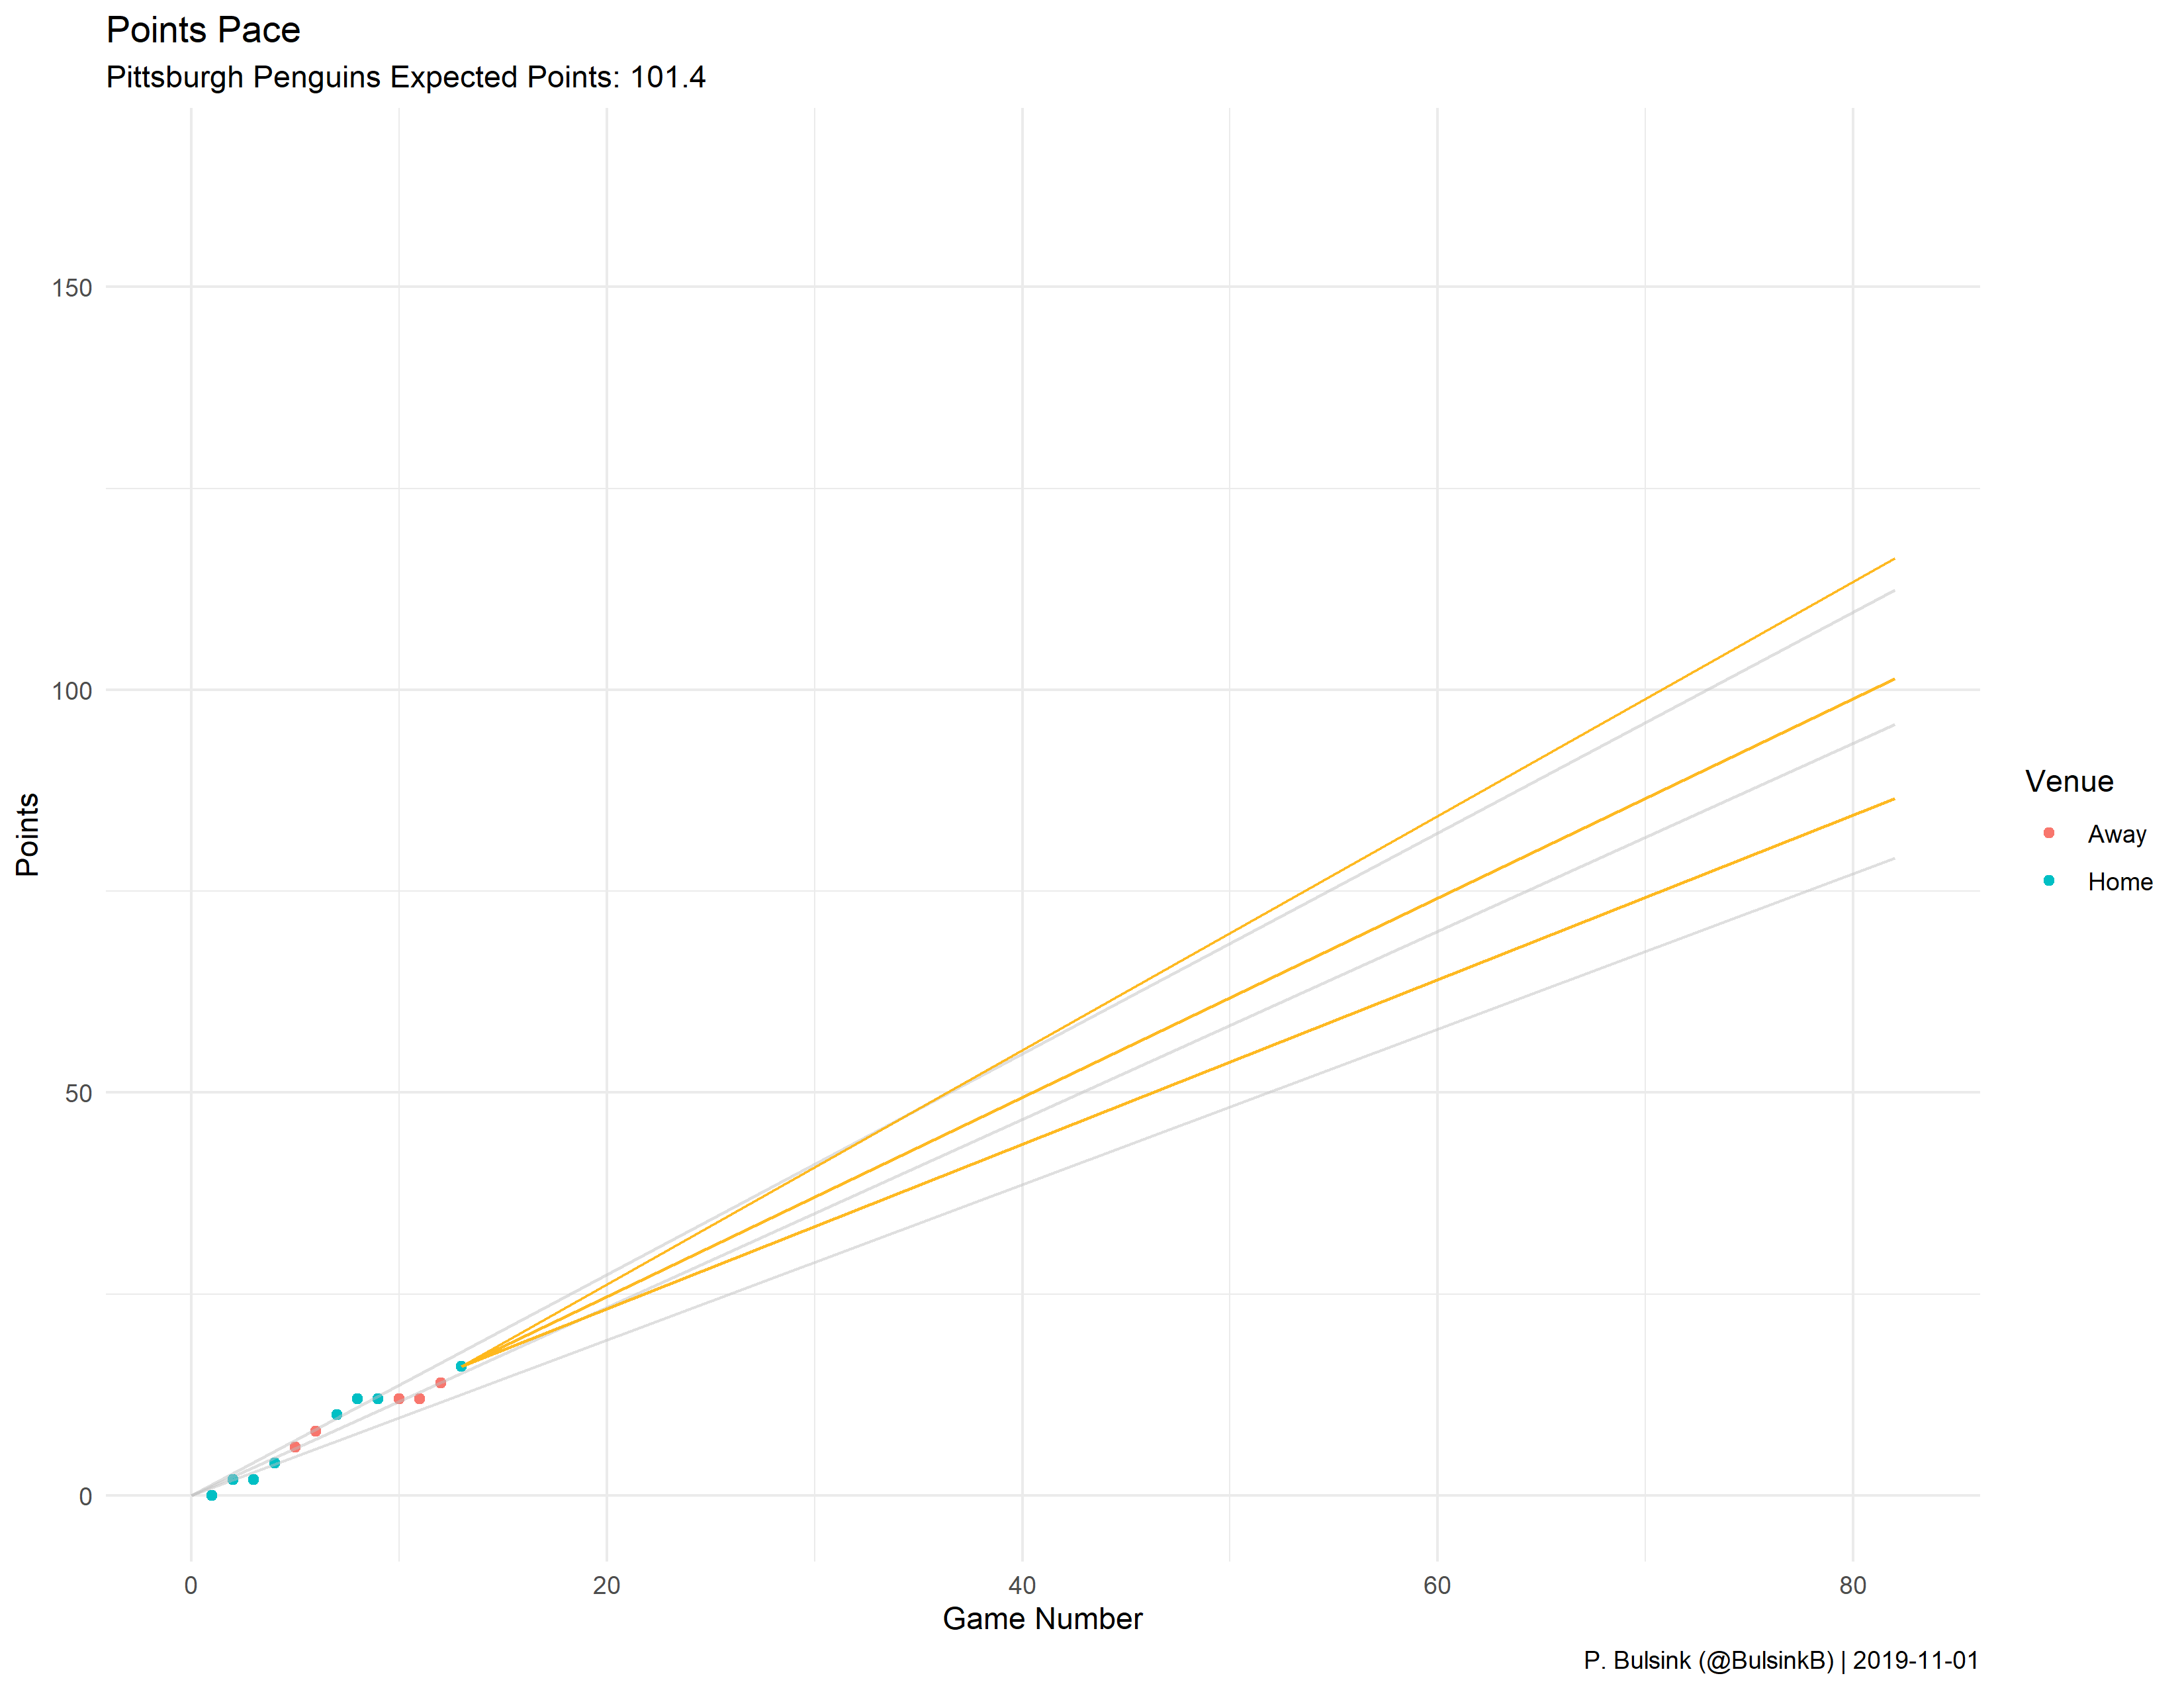 Points Pace
Pittsburgh Penguins Expected Points: 101.4
150
100
50
0
Points
0 20 40 60 80
Game Number
Venue
Away
Home
P. Bulsink (@BulsinkB) | 2019-11-01